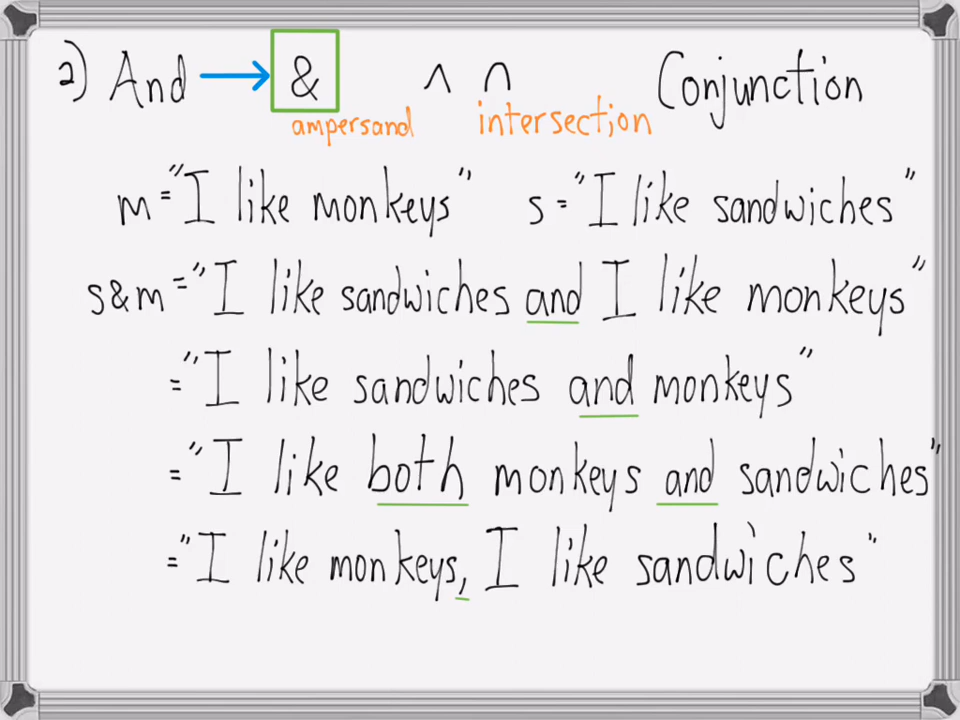 2) And → & ∧ ∩ Conjunction
ampersand intersection
m="I like monkeys" s="I like sandwiches"
s&m="I like sandwiches and I like monkeys"
="I like sandwiches and monkeys"
="I like both monkeys and sandwiches"
="I like monkeys, I like sandwiches"